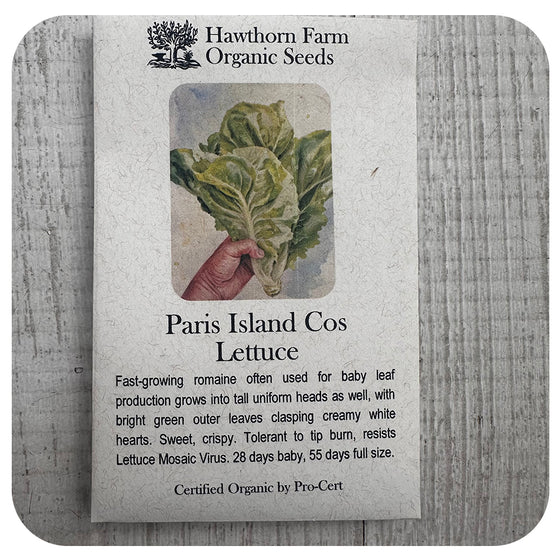 Hawthorn Farm
Organic Seeds
Paris Island Cos
Lettuce
Fast-growing romaine often used for baby leaf
production grows into tall uniform heads as well, with
bright green outer leaves clasping creamy white
hearts. Sweet, crispy. Tolerant to tip burn, resists
Lettuce Mosaic Virus. 28 days baby, 55 days full size.
Certified Organic by Pro-Cert